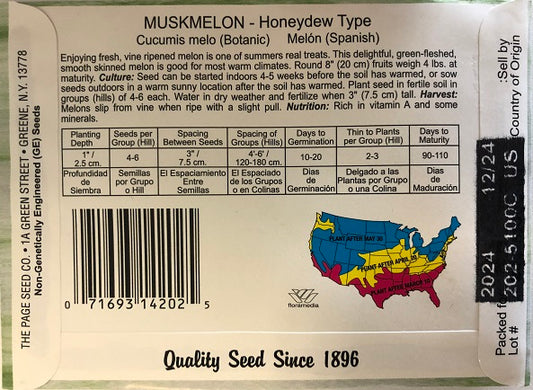 MUSKMELON - Honeydew Type
Cucumis melo (Botanic) Melón (Spanish)
Enjoying fresh, vine ripened melon is one of summers real treats. This delightful, green-fleshed,
smooth skinned melon is good for most warm climates. Round 8" (20 cm) fruits weigh 4 lbs. at
maturity. Culture: Seed can be started indoors 4-5 weeks before the soil has warmed, or sow
seeds outdoors in a warm sunny location after the soil has warmed. Plant seed in fertile soil in
groups (hills) of 4-6 each. Water in dry weather and fertilize when 3" (7.5 cm) tall. Harvest:
Melons slip from vine when ripe with a slight pull. Nutrition: Rich in vitamin A and some
minerals.
Planting Depth Seeds per Group (Hill) Spacing Between Seeds Spacing of Groups (Hills) Days to Germination Thin to Plants per Group (Hill) Days to Maturity
1" / 2.5 cm. 4-6 3" / 7.5 cm. 4'-6' / 120-180 cm. 10-20 2-3 90-110
Profundidad de Siembra Semillas por Grupo o Hill El Espaciamiento Entre Semillas El Espaciado de los Grupos o en Colinas Dias de Germinación Delgado a las Plantas por Grupo o una Colina Dias de Maduración
0 71693 14202 5
PLANT AFTER MAY 30
PLANT AFTER APRIL 20
PLANT AFTER MARCH 10
floramedia
Quality Seed Since 1896
THE PAGE SEED CO. • 1A GREEN STREET • GREENE, N.Y. 13778
Non-Genetically Engineered (GE) Seeds
Sell by:
Country of Origin
2024 12/24
202-5100C US
Packed fo
Lot #